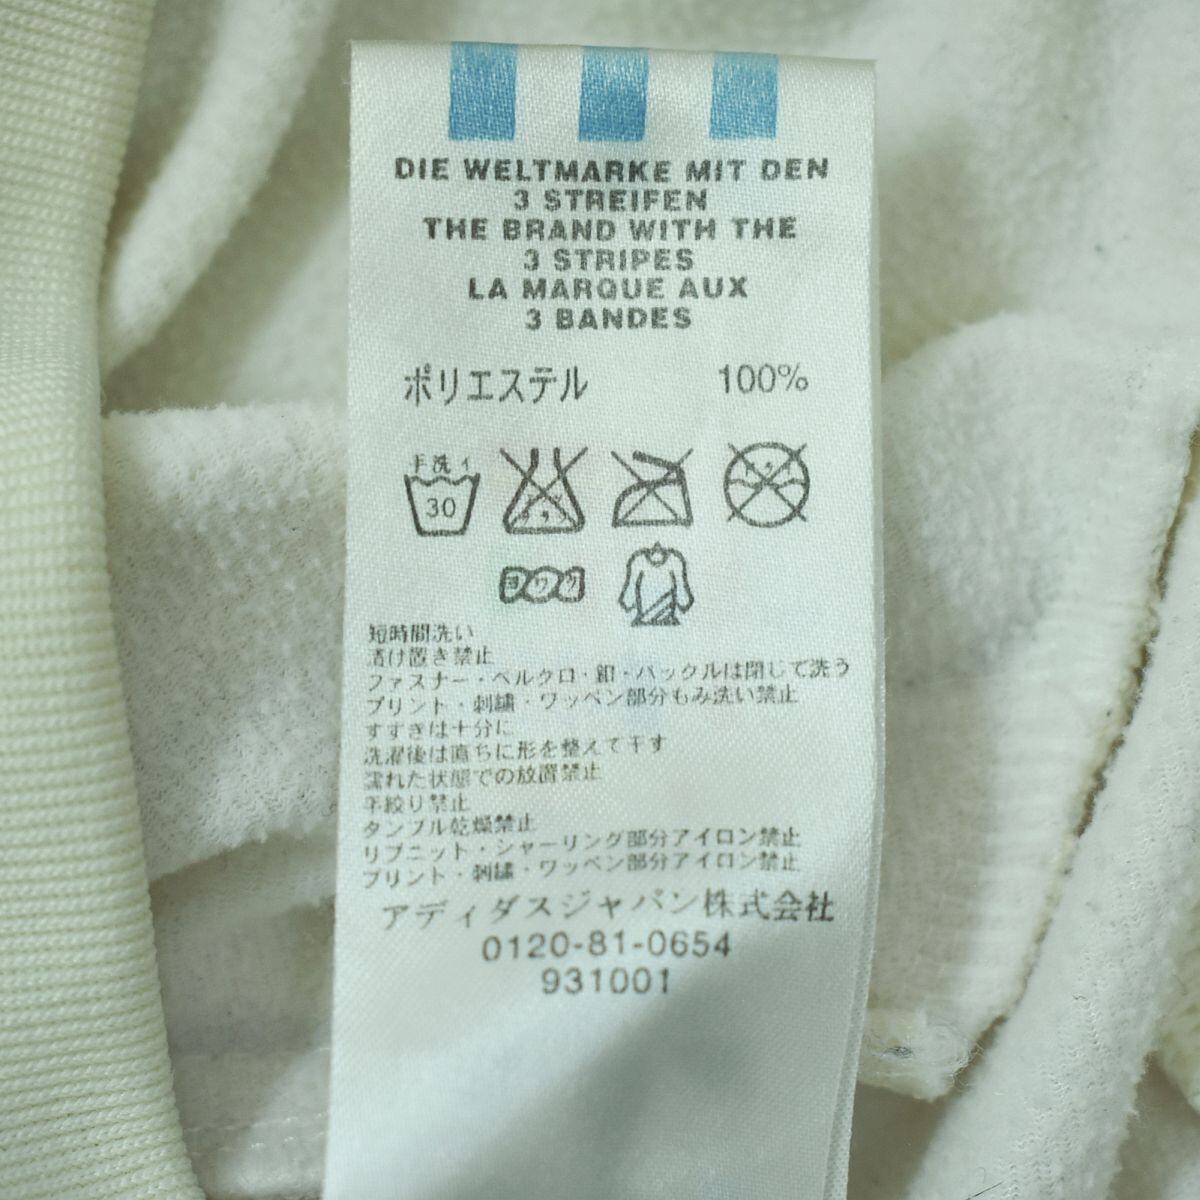 DIE WELTMARKE MIT DEN
3 STREIFEN
THE BRAND WITH THE
3 STRIPES
LA MARQUE AUX
3 BANDES
ポリエステル 100%
手洗イ
30
ヨワク
短時間洗い
漬け置き禁止
ファスナー・ベルクロ・釦・バックルは閉じて洗う
プリント・刺繍・ワッペン部分もみ洗い禁止
すすぎは十分に
洗濯後は直ちに形を整えて干す
濡れた状態での放置禁止
手絞り禁止
タンブル乾燥禁止
リブニット・シャーリング部分アイロン禁止
プリント・刺繍・ワッペン部分アイロン禁止
アディダスジャパン株式会社
0120-81-0654
931001